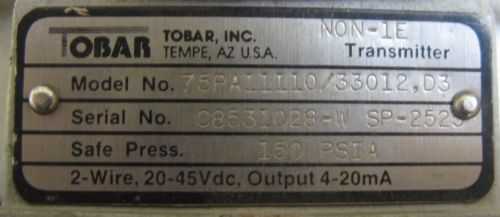 TOBAR
TOBAR, INC.
TEMPE, AZ U.S.A.
NON-1E
Transmitter
Model No. 75PA11110/33012,D3
Serial No. C8531028-W SP-2525
Safe Press. 150 PSIA
2-Wire, 20-45Vdc, Output 4-20mA